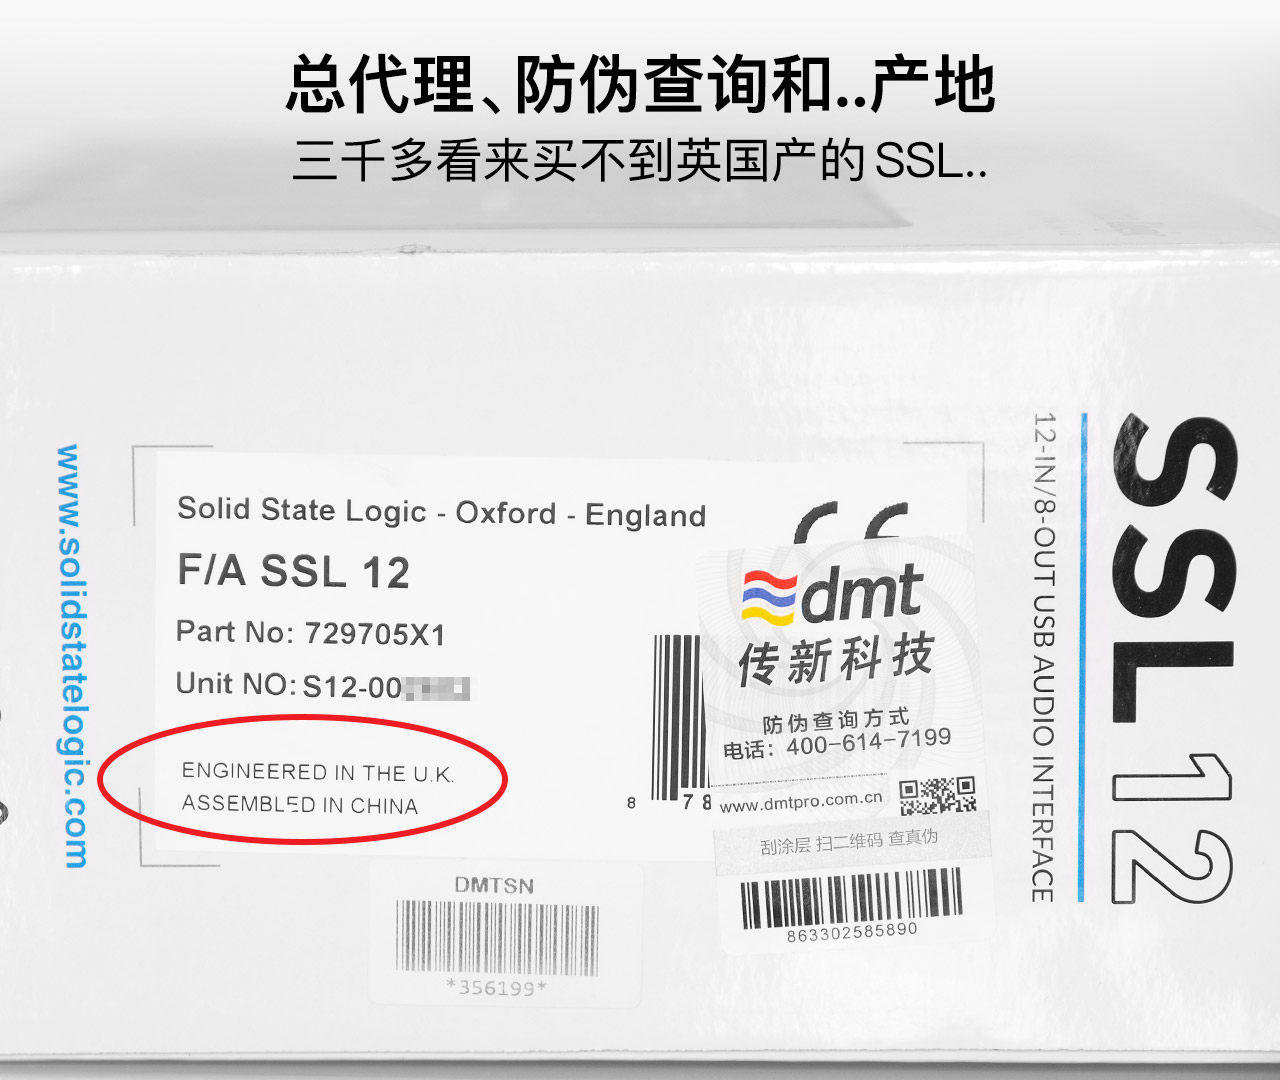 总代理、防伪查询和..产地
三千多看来买不到英国产的 SSL..
www.solidstatelogic.com
Solid State Logic - Oxford - England
F/A SSL 12
Part No: 729705X1
Unit NO: S12-00
ENGINEERED IN THE U.K.
ASSEMBLED IN CHINA
8 78
CE
dmt
传新科技
防伪查询方式
电话：400-614-7199
www.dmtpro.com.cn
刮涂层 扫二维码 查真伪
863302585890
DMTSN
*356199*
12-IN/8-OUT USB AUDIO INTERFACE
SSL 12